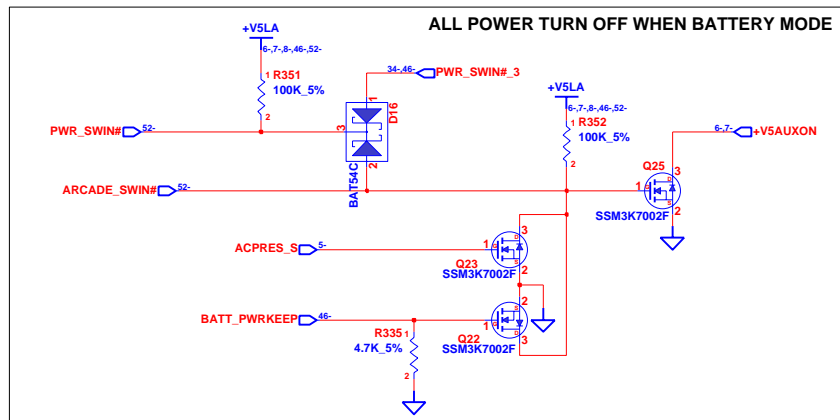 ALL POWER TURN OFF WHEN BATTERY MODE
+V5LA
6-,7-,8-,46-,52-
1 R351
100K_5%
2
34-,46- PWR_SWIN#_3
1
D16
3
2
BAT54C
PWR_SWIN# 52-
ARCADE_SWIN# 52-
+V5LA
6-,7-,8-,46-,52-
1 R352
100K_5%
2
6-,7- +V5AUXON
Q25
3
D
1 G
S
2
SSM3K7002F
ACPRES_S 5-
3
D
1 G
S
2
Q23
SSM3K7002F
BATT_PWRKEEP 46-
2
S
1 G
D
3
Q22
SSM3K7002F
R335 1
4.7K_5%
2